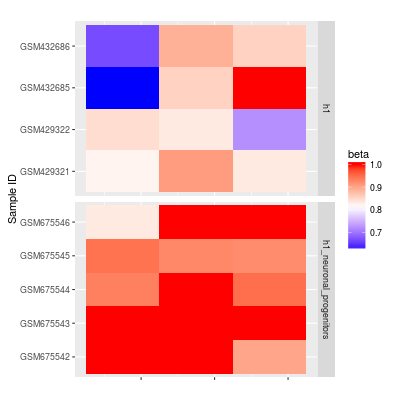 GSM432686
GSM432685
GSM429322
GSM429321
h1
GSM675546
GSM675545
GSM675544
GSM675543
GSM675542
h1_neuronal_progenitors
Sample ID
beta
1.0
0.9
0.8
0.7